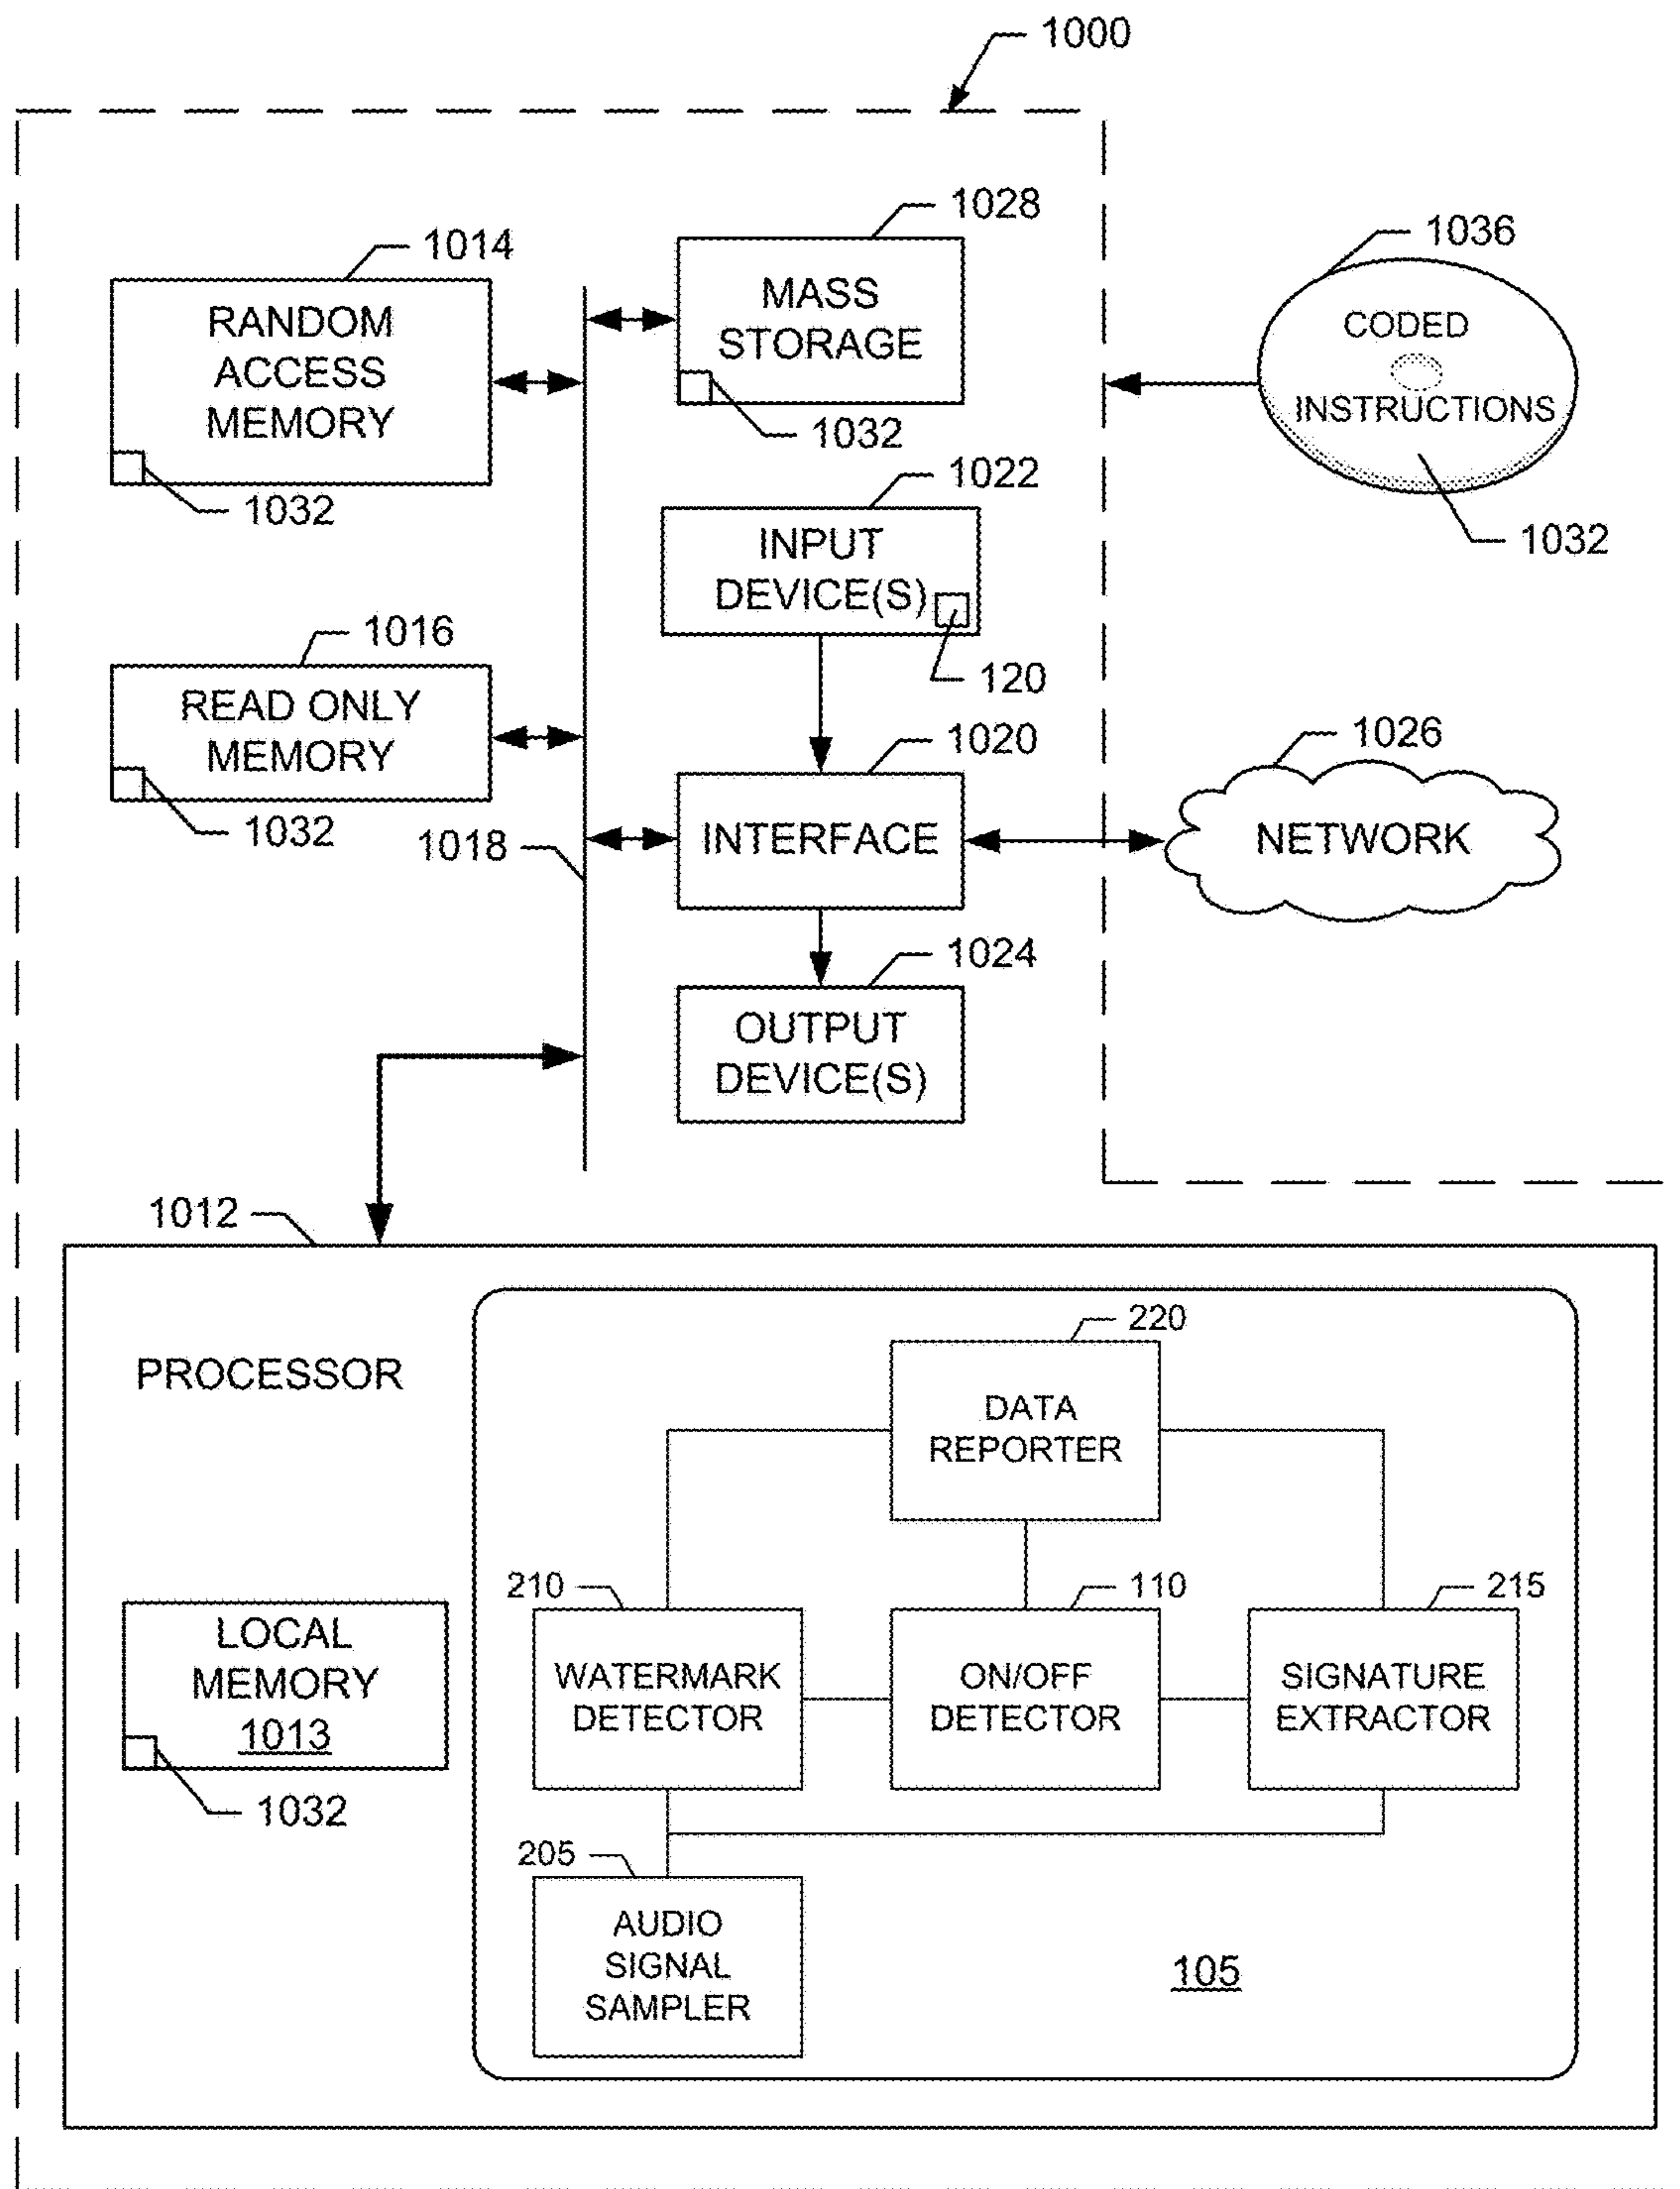 1000
1028
1014
1036
MASS
STORAGE
RANDOM
ACCESS
MEMORY
CODED
INSTRUCTIONS
1032
1032
1022
1032
INPUT
DEVICE(S)
1016
120
READ ONLY
MEMORY
1020
1026
1032
1018
INTERFACE
NETWORK
1024
OUTPUT
DEVICE(S)
1012
220
PROCESSOR
DATA
REPORTER
210
110
215
LOCAL
MEMORY
1013
WATERMARK
DETECTOR
ON/OFF
DETECTOR
SIGNATURE
EXTRACTOR
1032
205
AUDIO
SIGNAL
SAMPLER
105